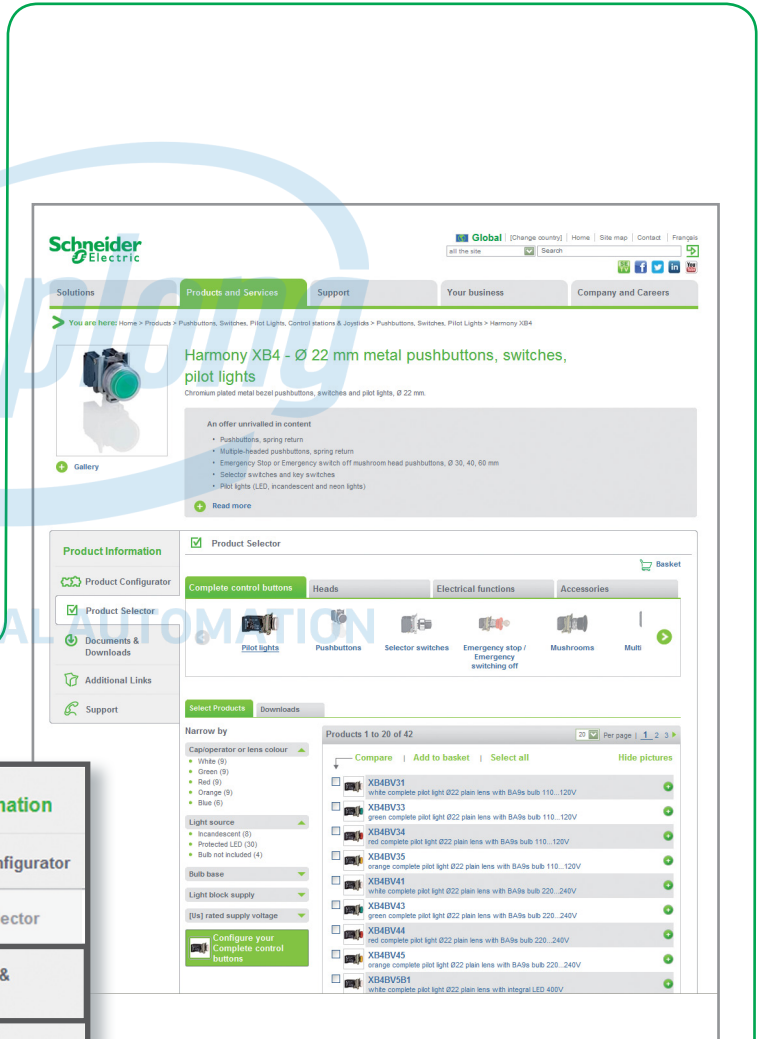 Schneider
Electric
Global | [Change country] | Home | Site map | Contact | Français
all the site Search
Solutions Products and Services Support Your business Company and Careers
You are here: Home > Products > Pushbuttons, Switches, Pilot Lights, Control stations & Joysticks > Pushbuttons, Switches, Pilot Lights > Harmony XB4
Harmony XB4 - Ø 22 mm metal pushbuttons, switches,
pilot lights
Chromium plated metal bezel pushbuttons, switches and pilot lights, Ø 22 mm.
An offer unrivalled in content
• Pushbuttons, spring return
• Multiple-headed pushbuttons, spring return
• Emergency Stop or Emergency switch off mushroom head pushbuttons, Ø 30, 40, 60 mm
• Selector switches and key switches
• Pilot lights (LED, incandescent and neon lights)
Gallery
Read more
Product Information
Product Configurator
Product Selector
Documents &
Downloads
Additional Links
Support
Product Selector
Basket
Complete control buttons Heads Electrical functions Accessories
Pilot lights Pushbuttons Selector switches Emergency stop /
Emergency
switching off Mushrooms Multi
AL AUTOMATION
Select Products Downloads
Narrow by
Cap/operator or lens colour
• White (9)
• Green (9)
• Red (9)
• Orange (9)
• Blue (6)
Light source
• Incandescent (8)
• Protected LED (30)
• Bulb not included (4)
Bulb base
Light block supply
[Us] rated supply voltage
Configure your
Complete control
buttons
Products 1 to 20 of 42 20 Per page | 1 2 3
Compare | Add to basket | Select all Hide pictures
XB4BV31
white complete pilot light Ø22 plain lens with BA9s bulb 110...120V
XB4BV33
green complete pilot light Ø22 plain lens with BA9s bulb 110...120V
XB4BV34
red complete pilot light Ø22 plain lens with BA9s bulb 110...120V
XB4BV35
orange complete pilot light Ø22 plain lens with BA9s bulb 110...120V
XB4BV41
white complete pilot light Ø22 plain lens with BA9s bulb 220...240V
XB4BV43
green complete pilot light Ø22 plain lens with BA9s bulb 220...240V
XB4BV44
red complete pilot light Ø22 plain lens with BA9s bulb 220...240V
XB4BV45
orange complete pilot light Ø22 plain lens with BA9s bulb 220...240V
XB4BV5B1
white complete pilot light Ø22 plain lens with integral LED 400V
mation
nfigurator
ector
&